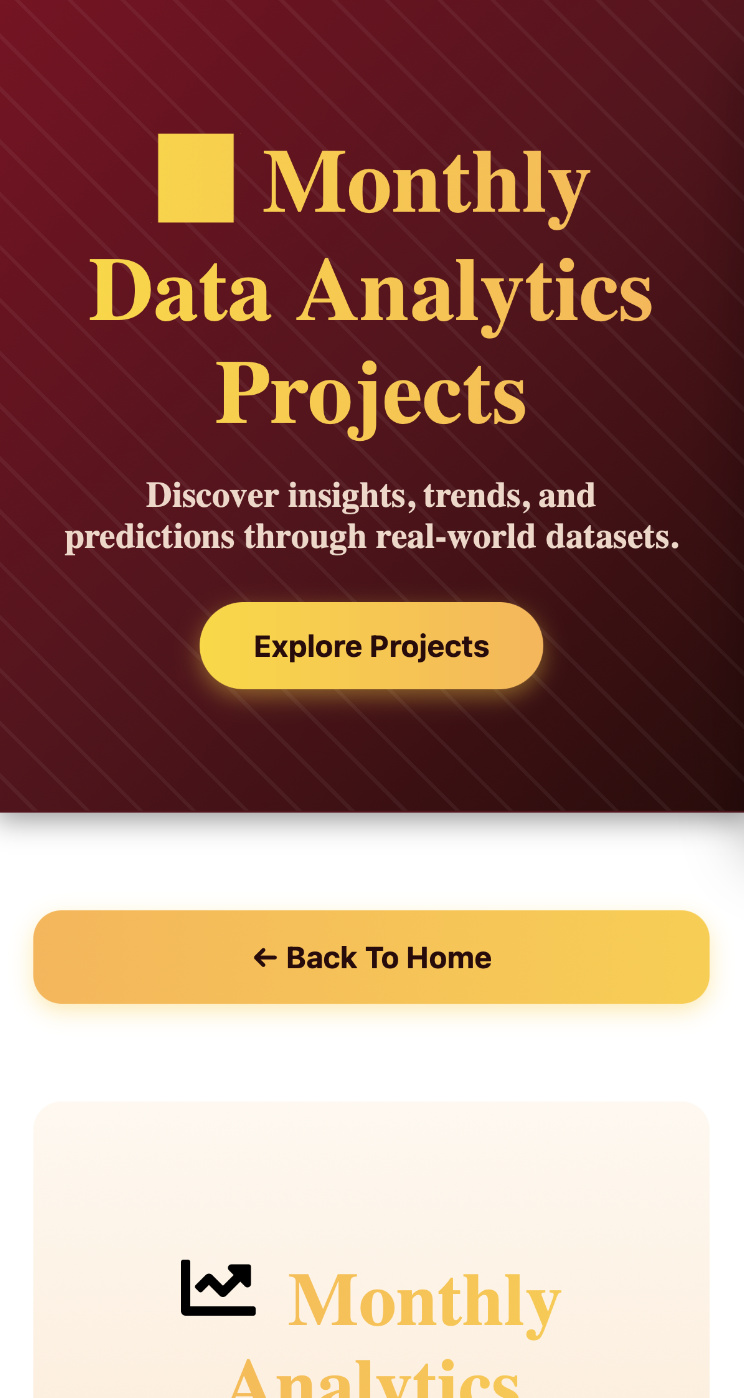 Monthly
Data Analytics
Projects
Discover insights, trends, and
predictions through real-world datasets.
Explore Projects
← Back To Home
Monthly
Analytics